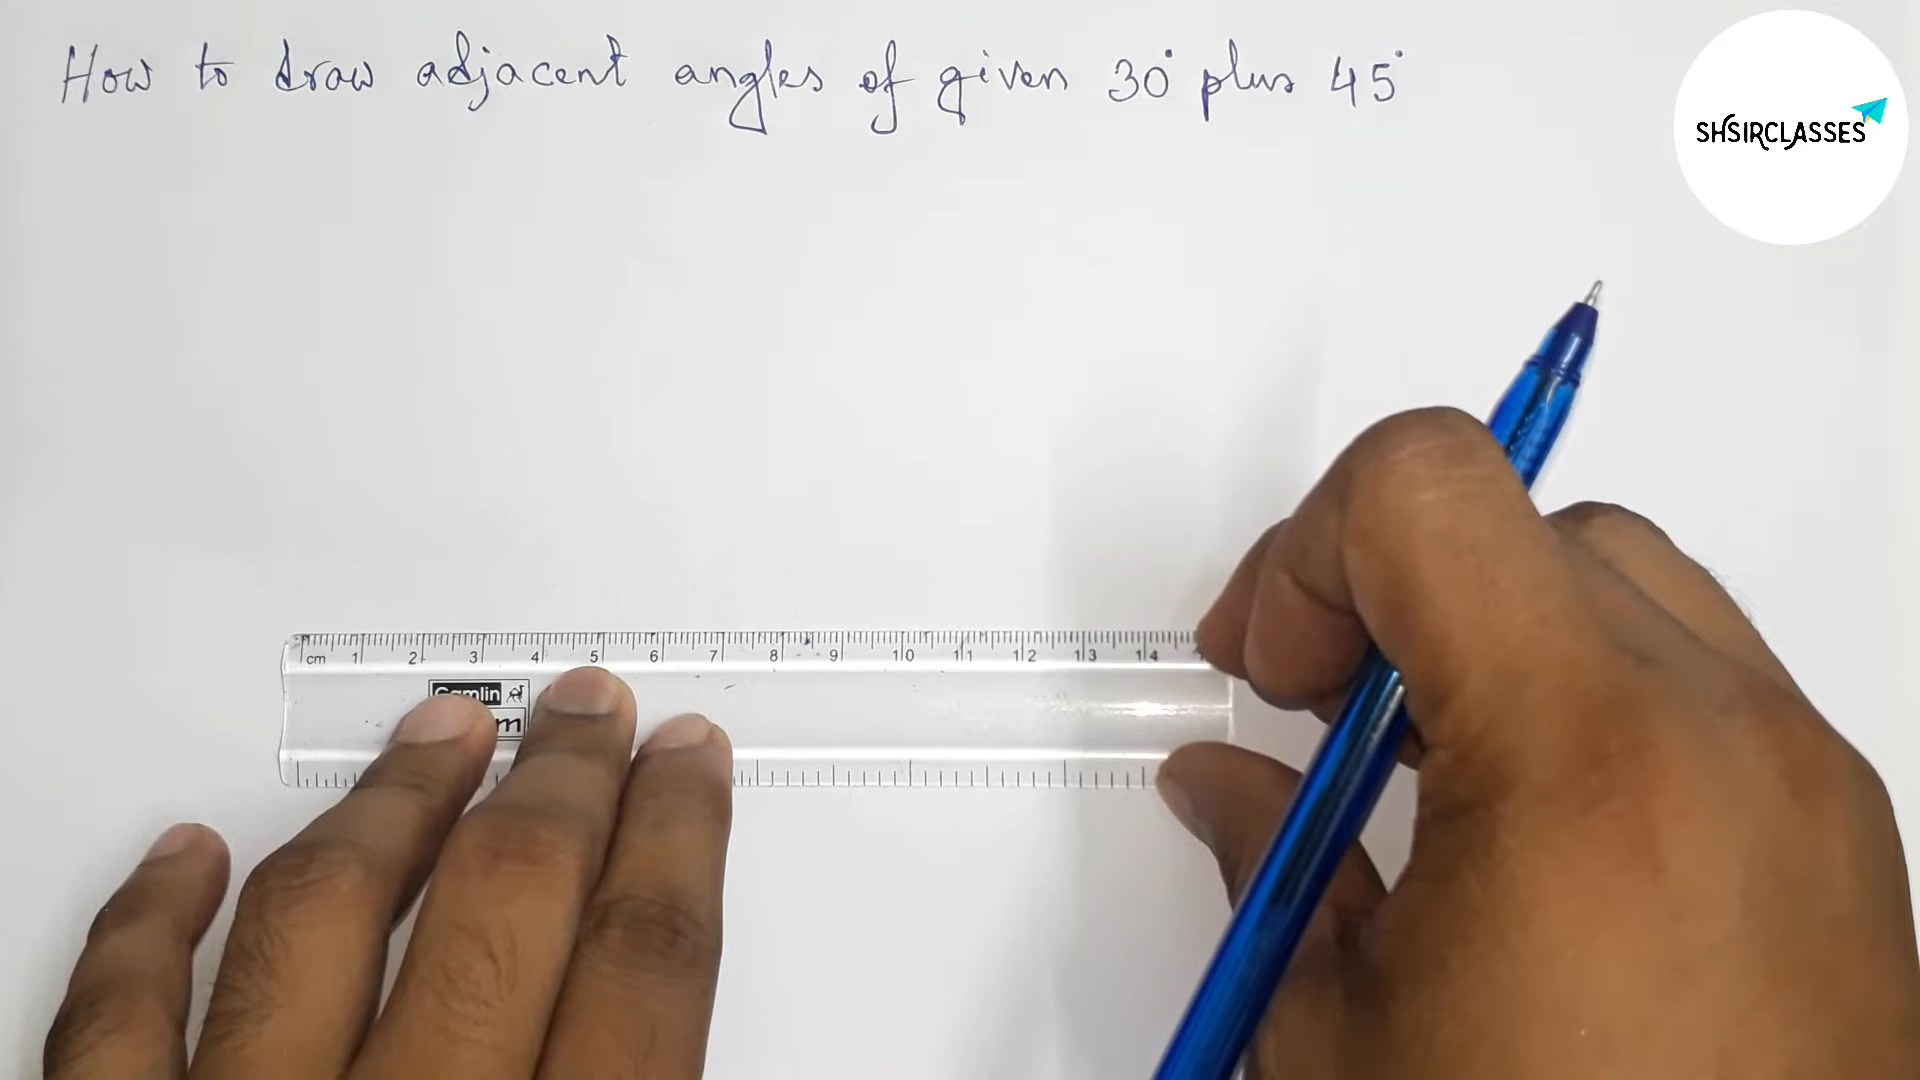 How to draw adjacent angles of given 30° plus 45°
SHSIRCLASSES
cm 1 2 3 4 5 6 7 8 9 10 11 12 13 14
Camlin
m